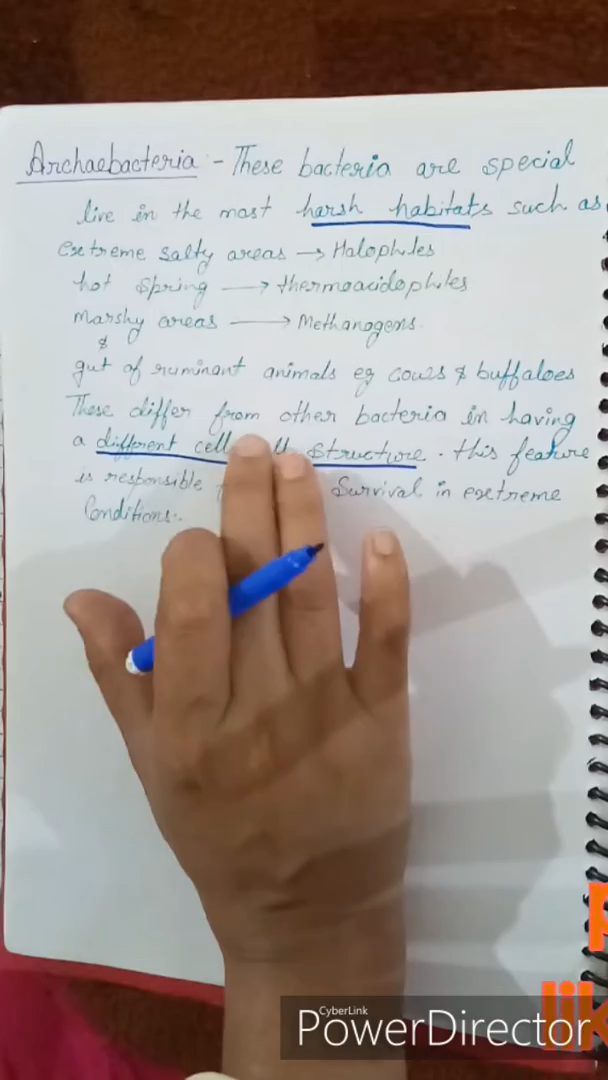 Archaebacteria :- These bacteria are special
live in the most harsh habitats such as
extreme salty areas → Halophiles
hot spring → thermoacidophiles
marshy areas → Methanogens
&
gut of ruminant animals eg cows & buffaloes
These differ from other bacteria in having
a different cell structure. this feature
is responsible Survival in extreme
Conditions.
CyberLink
PowerDirector